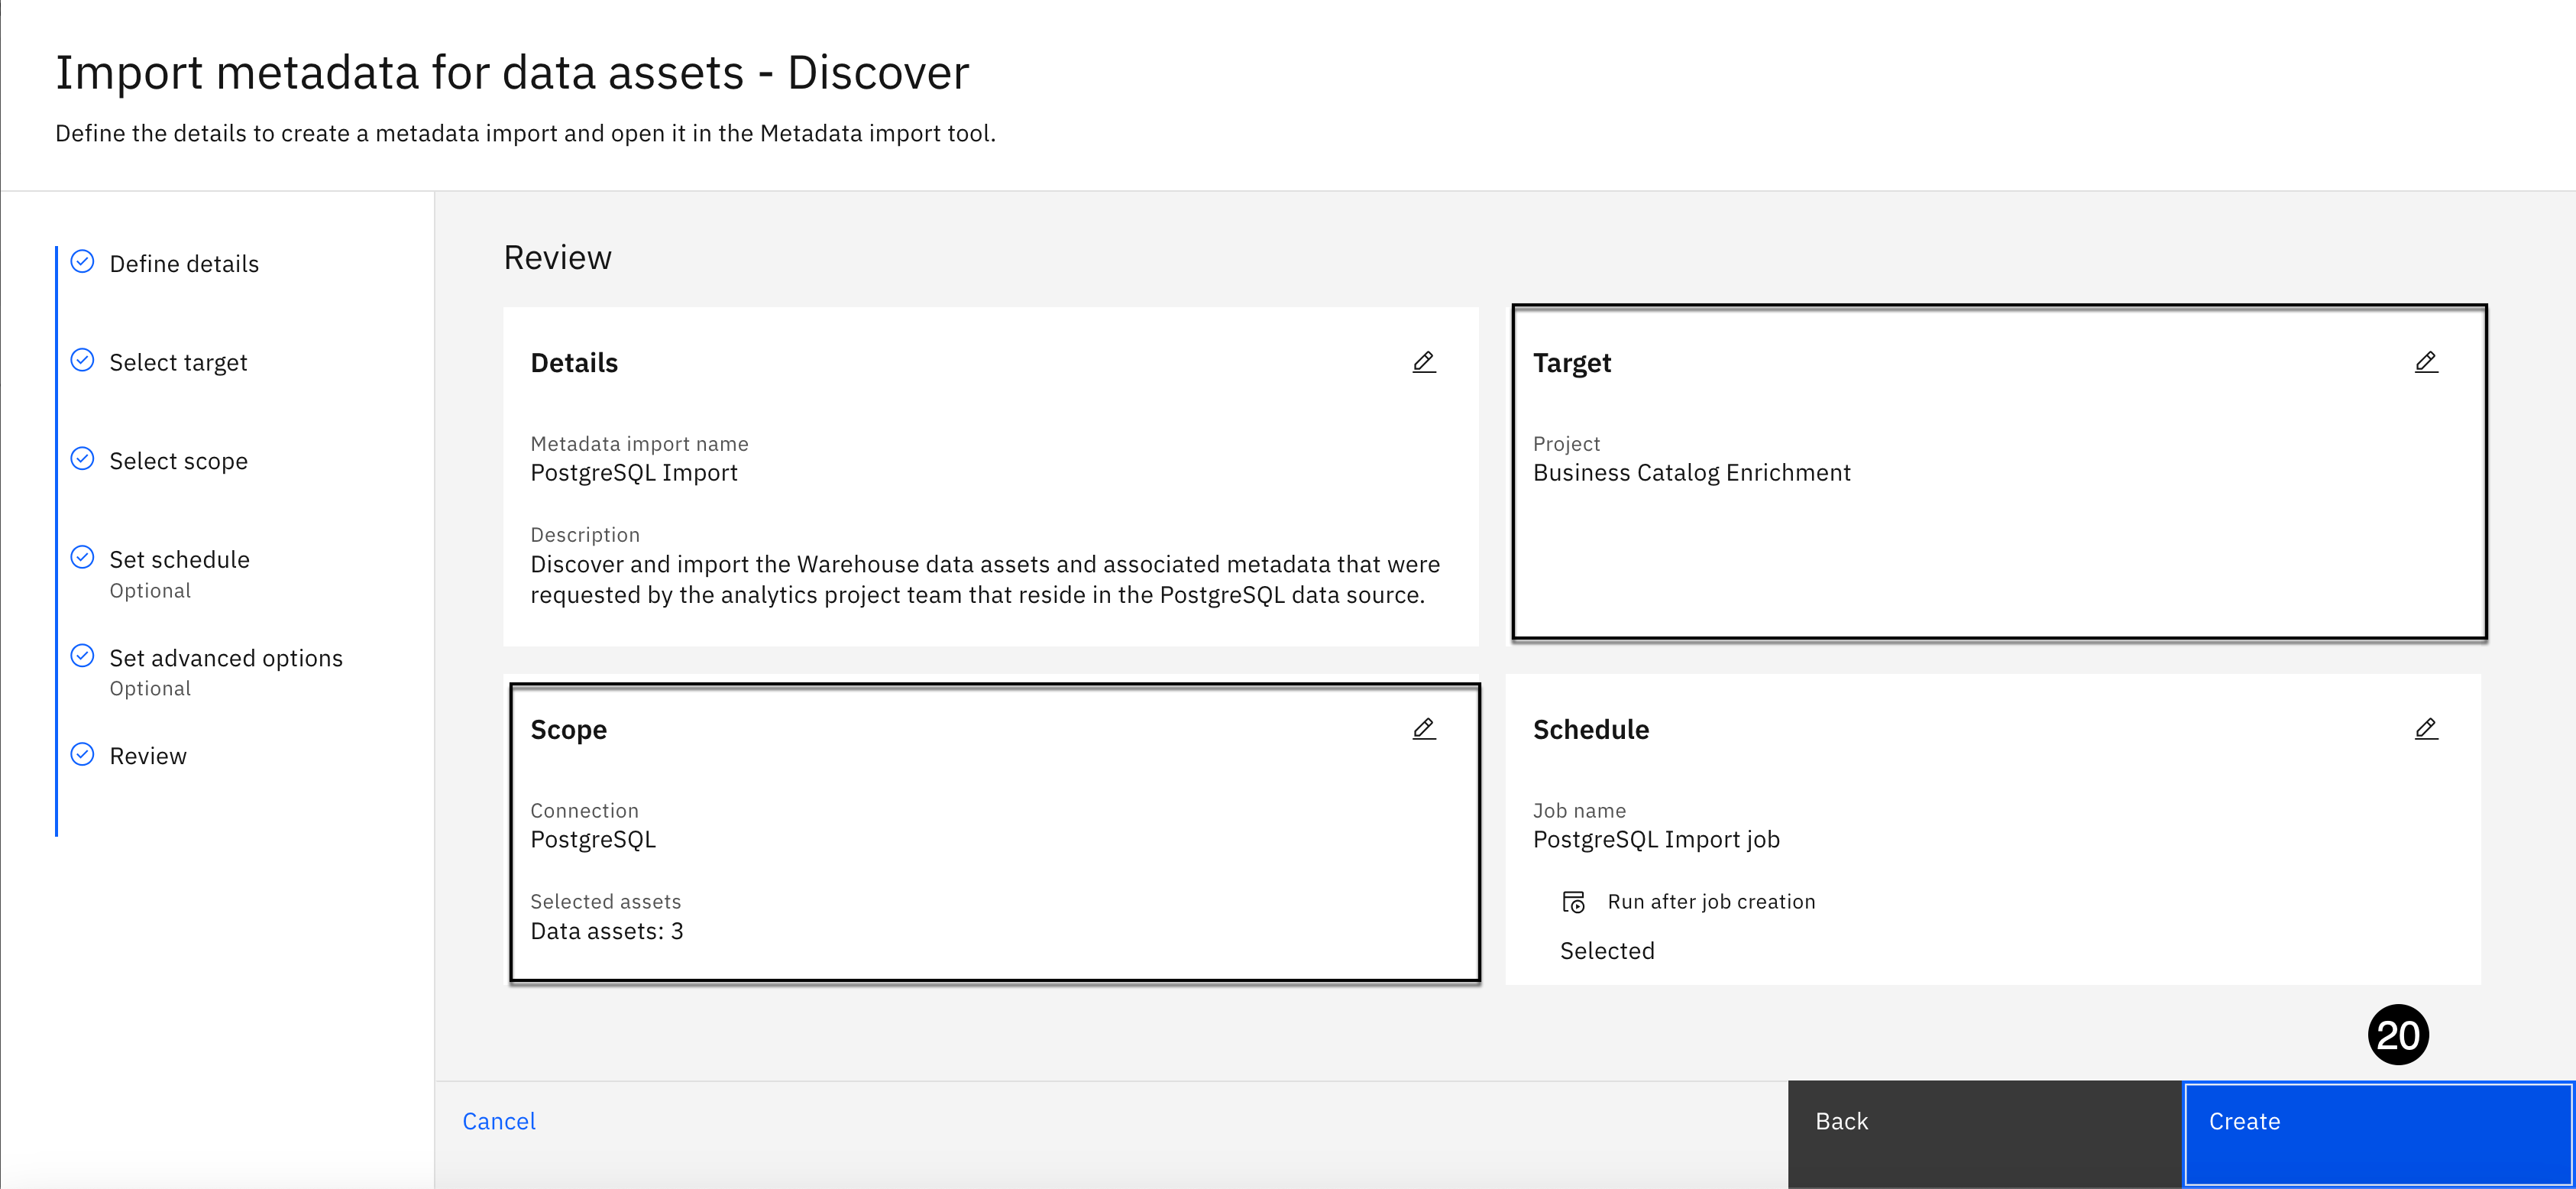 Import metadata for data assets - Discover
Define the details to create a metadata import and open it in the Metadata import tool.
Define details
Select target
Select scope
Set schedule
Optional
Set advanced options
Optional
Review
Review
Details
Metadata import name
PostgreSQL Import
Description
Discover and import the Warehouse data assets and associated metadata that were
requested by the analytics project team that reside in the PostgreSQL data source.
Target
Project
Business Catalog Enrichment
Scope
Connection
PostgreSQL
Selected assets
Data assets: 3
Schedule
Job name
PostgreSQL Import job
Run after job creation
Selected
20
Cancel
Back
Create